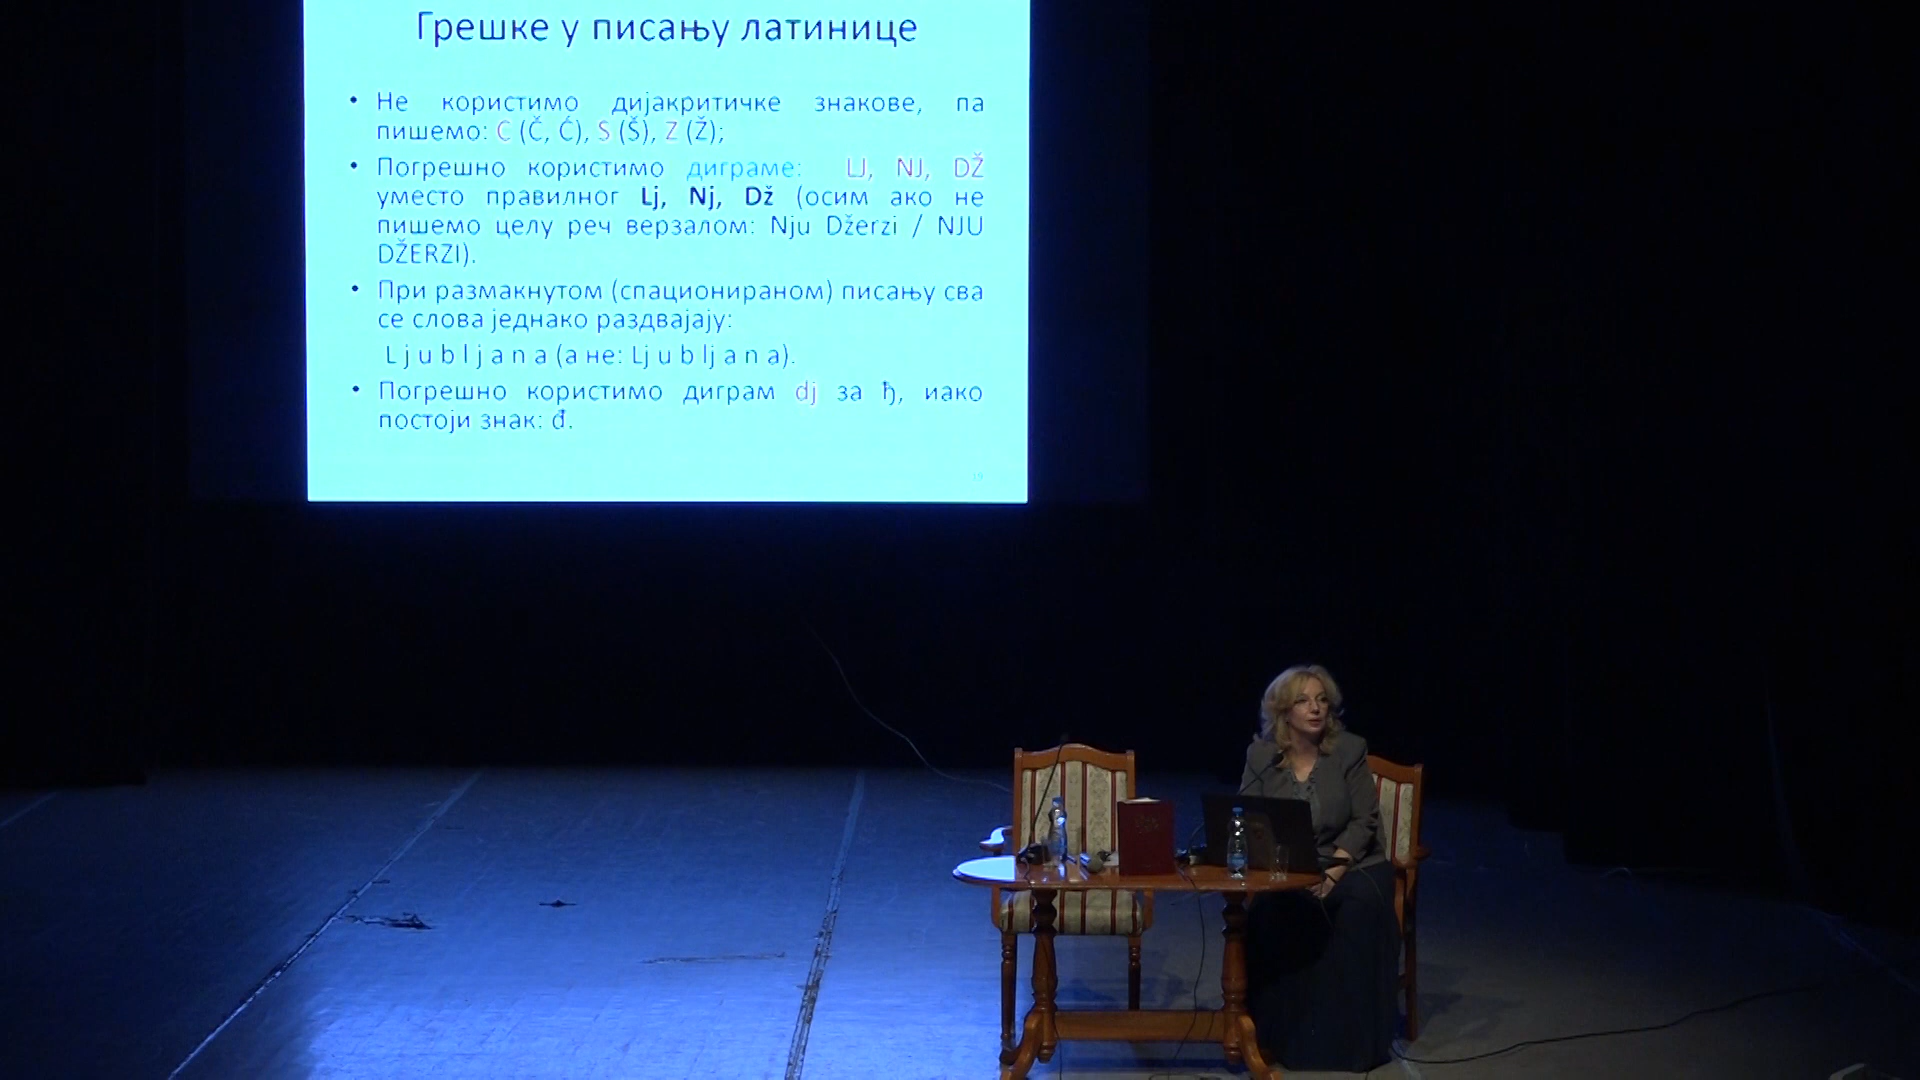 Грешке у писању латинице
• Не користимо дијакритичке знакове, па
пишемо: C (Č, Ć), S (Š), Z (Ž);
• Погрешно користимо диграме: LJ, NJ, DŽ
уместо правилног Lj, Nj, Dž (осим ако не
пишемо целу реч верзалом: Nju Džerzi / NJU
DŽERZI).
• При размакнутом (спационираном) писању сва
се слова једнако раздвајају:
L j u b l j a n a (а не: Lj u b lj a n a).
• Погрешно користимо диграм dj за ђ, иако
постоји знак: đ.
19